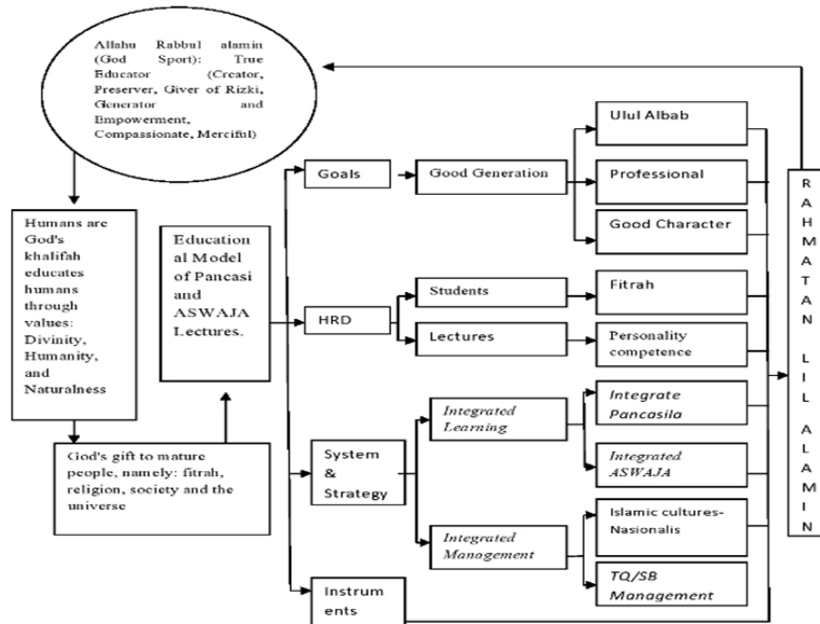 Allahu Rabbul alamin
(God Sport): True
Educator (Creator,
Preserver, Giver of Rizki,
Generator and
Empowerment,
Compassionate, Merciful)
Humans are
God's
khalifah
educates
humans
through
values:
Divinity,
Humanity,
and
Naturalness
God's gift to mature
people, namely: fitrah,
religion, society and the
universe
Education
al Model
of Pancasi
and
ASWAJA
Lectures.
Goals
Good Generation
Ulul Albab
Professional
Good Character
HRD
Students
Fitrah
Lectures
Personality
competence
System
&
Strategy
Integrated
Learning
Integrate
Pancasila
Integrated
ASWAJA
Integrated
Management
Islamic cultures-
Nasionalis
TQ/SB
Management
Instrum
ents
RAHMATAN LIL ALAMIN